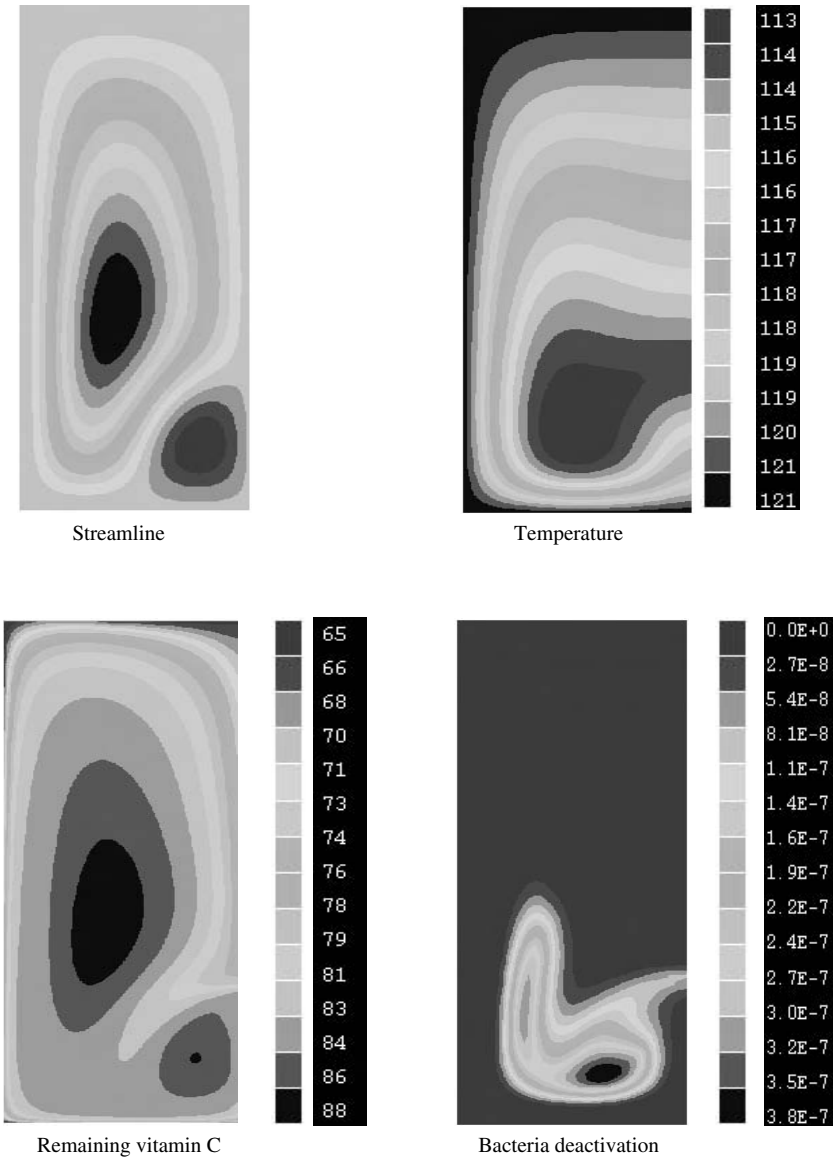 113
114
114
115
116
116
117
117
118
118
119
119
120
121
121
Streamline
Temperature
65
66
68
70
71
73
74
76
78
79
81
83
84
86
88
0.0E+0
2.7E-8
5.4E-8
8.1E-8
1.1E-7
1.4E-7
1.6E-7
1.9E-7
2.2E-7
2.4E-7
2.7E-7
3.0E-7
3.2E-7
3.5E-7
3.8E-7
Remaining vitamin C
Bacteria deactivation